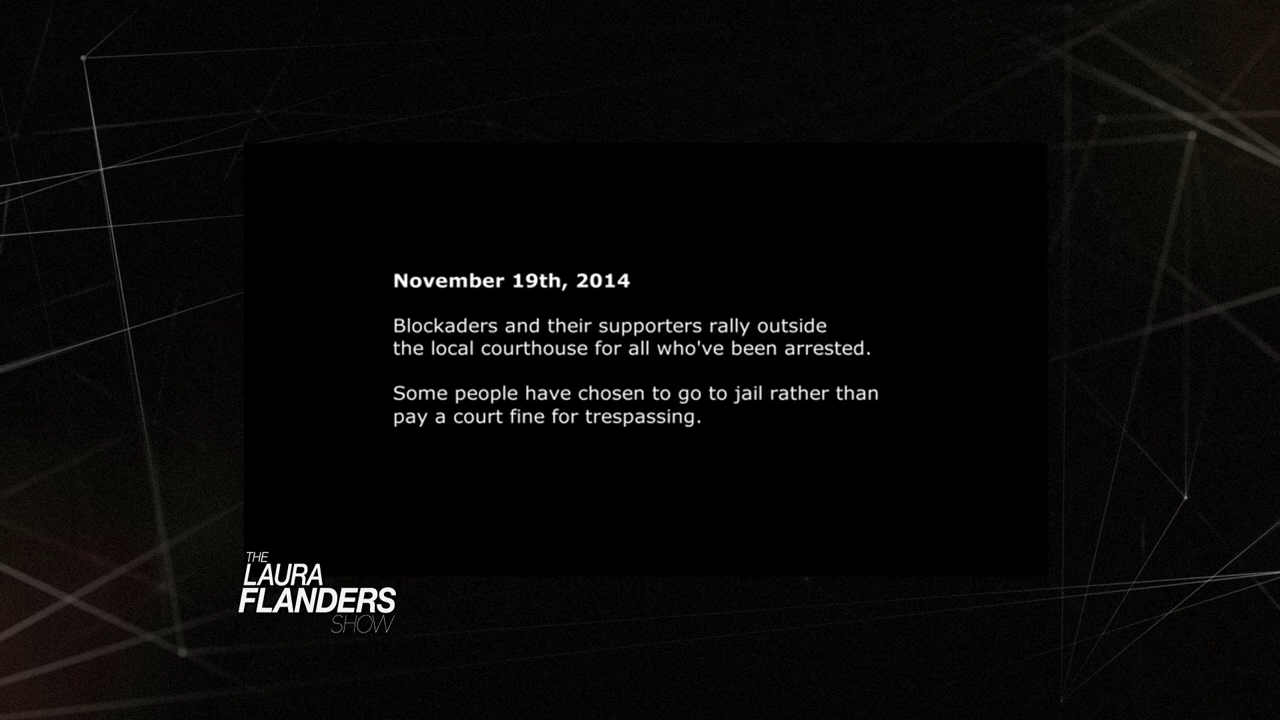 November 19th, 2014
Blockaders and their supporters rally outside
the local courthouse for all who've been arrested.
Some people have chosen to go to jail rather than
pay a court fine for trespassing.
THE
LAURA
FLANDERS
SHOW